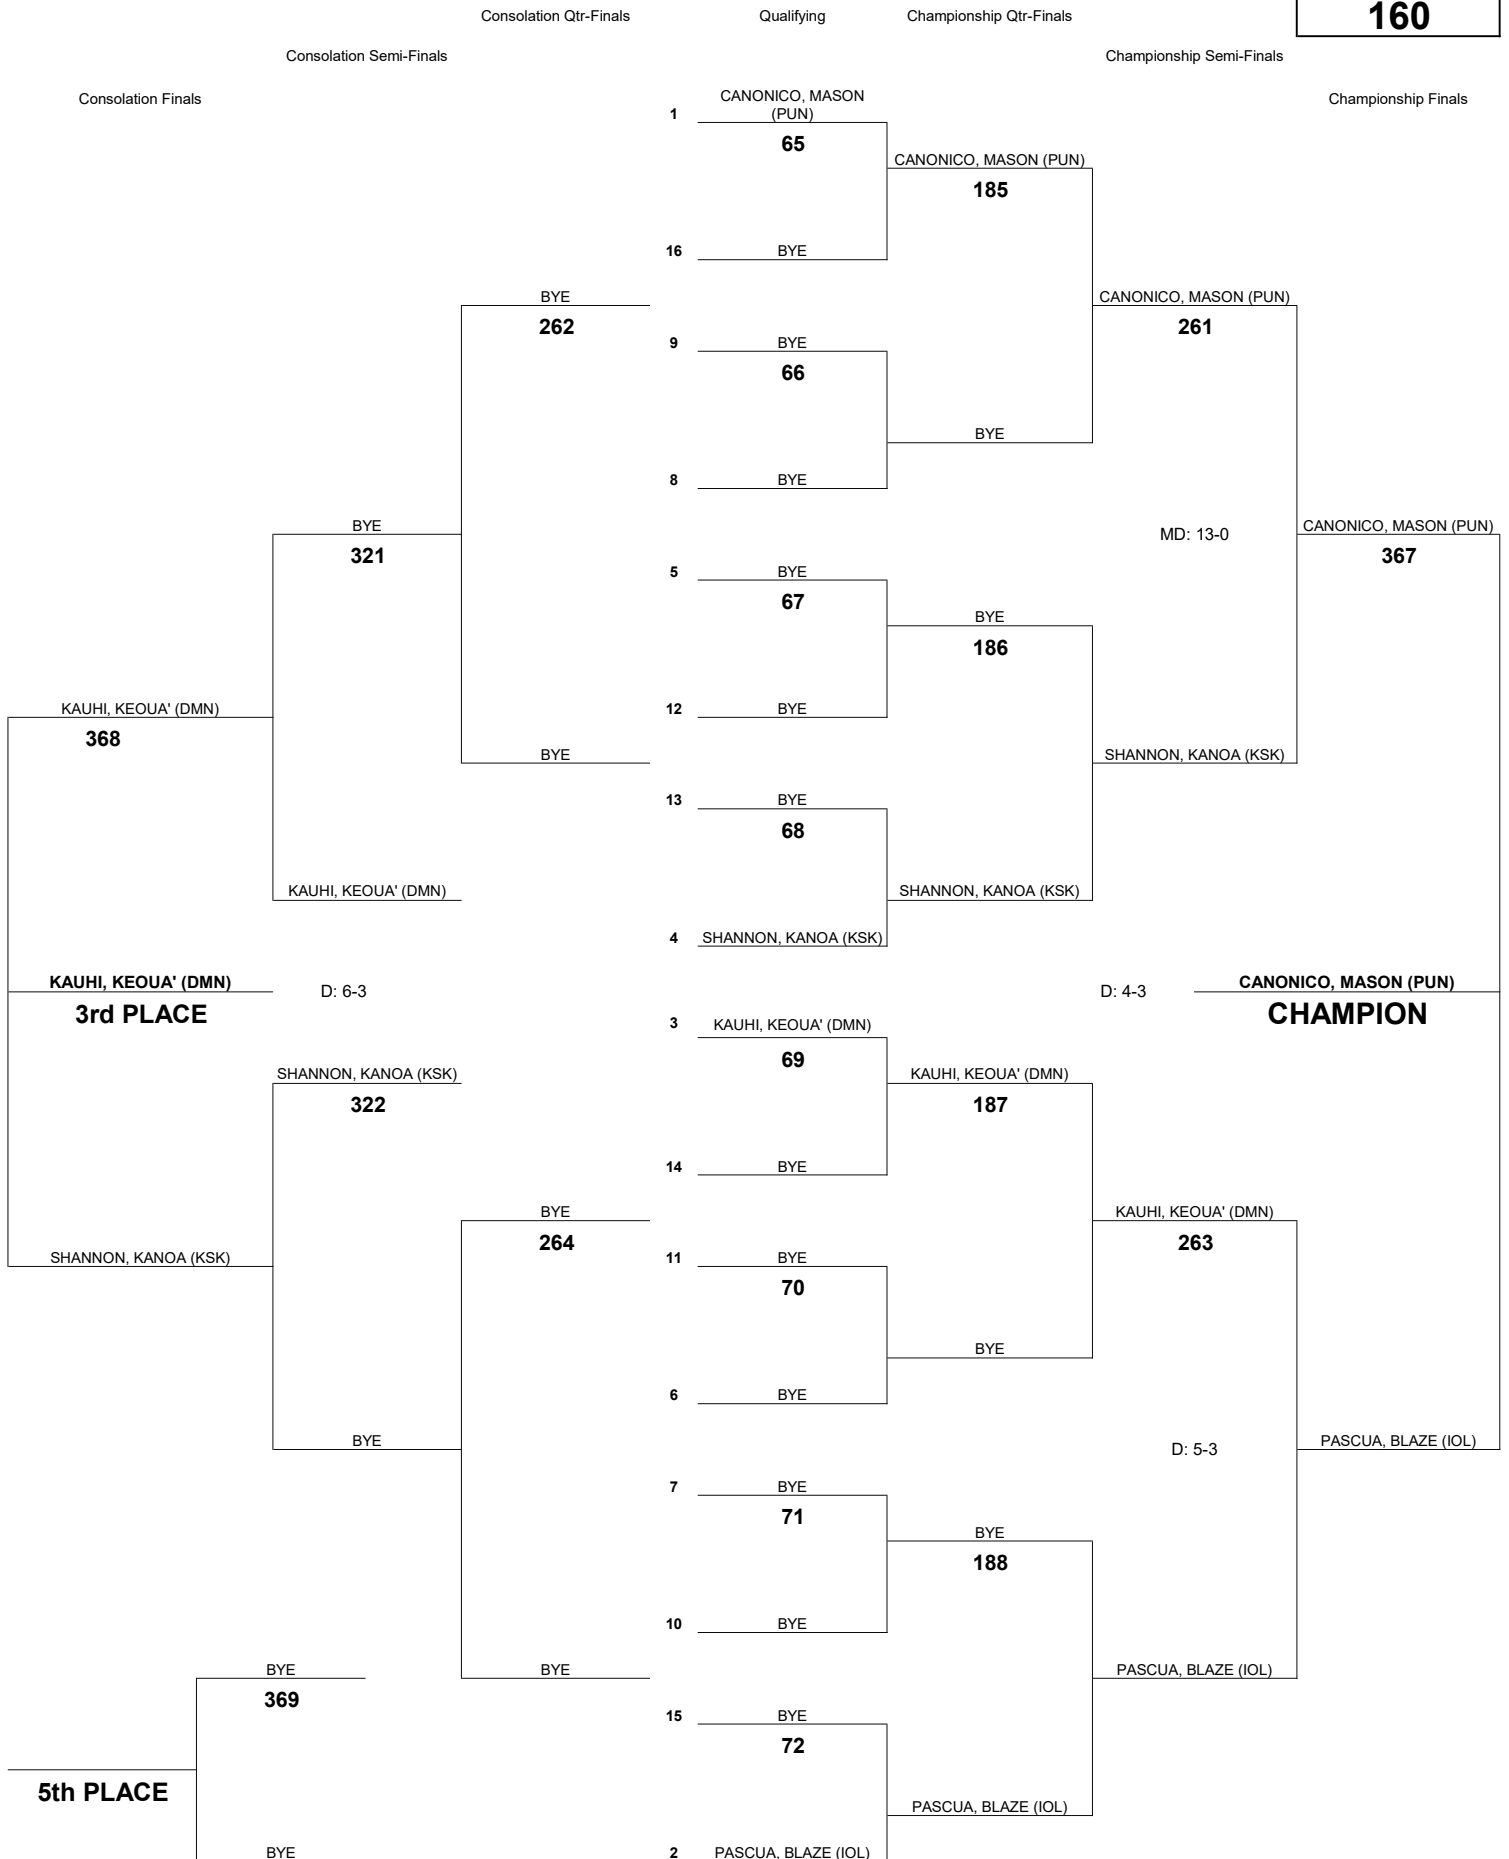 Consolation Qtr-Finals
Qualifying
Championship Qtr-Finals
160
Consolation Semi-Finals
Championship Semi-Finals
Consolation Finals
Championship Finals
CANONICO, MASON
(PUN)
1
65
CANONICO, MASON (PUN)
185
16 BYE
BYE
262
CANONICO, MASON (PUN)
261
9 BYE
66
BYE
8 BYE
BYE
321
MD: 13-0
CANONICO, MASON (PUN)
367
5 BYE
67
BYE
186
KAUHI, KEOUA' (DMN)
368
12 BYE
BYE
SHANNON, KANOA (KSK)
13 BYE
68
KAUHI, KEOUA' (DMN)
SHANNON, KANOA (KSK)
4 SHANNON, KANOA (KSK)
KAUHI, KEOUA' (DMN)
3rd PLACE
D: 6-3
D: 4-3
CANONICO, MASON (PUN)
CHAMPION
3 KAUHI, KEOUA' (DMN)
69
SHANNON, KANOA (KSK)
322
KAUHI, KEOUA' (DMN)
187
14 BYE
BYE
264
KAUHI, KEOUA' (DMN)
263
SHANNON, KANOA (KSK)
11 BYE
70
BYE
6 BYE
BYE
D: 5-3
PASCUA, BLAZE (IOL)
7 BYE
71
BYE
188
10 BYE
BYE
369
BYE
PASCUA, BLAZE (IOL)
15 BYE
72
5th PLACE
PASCUA, BLAZE (IOL)
BYE
2 PASCUA, BLAZE (IOL)